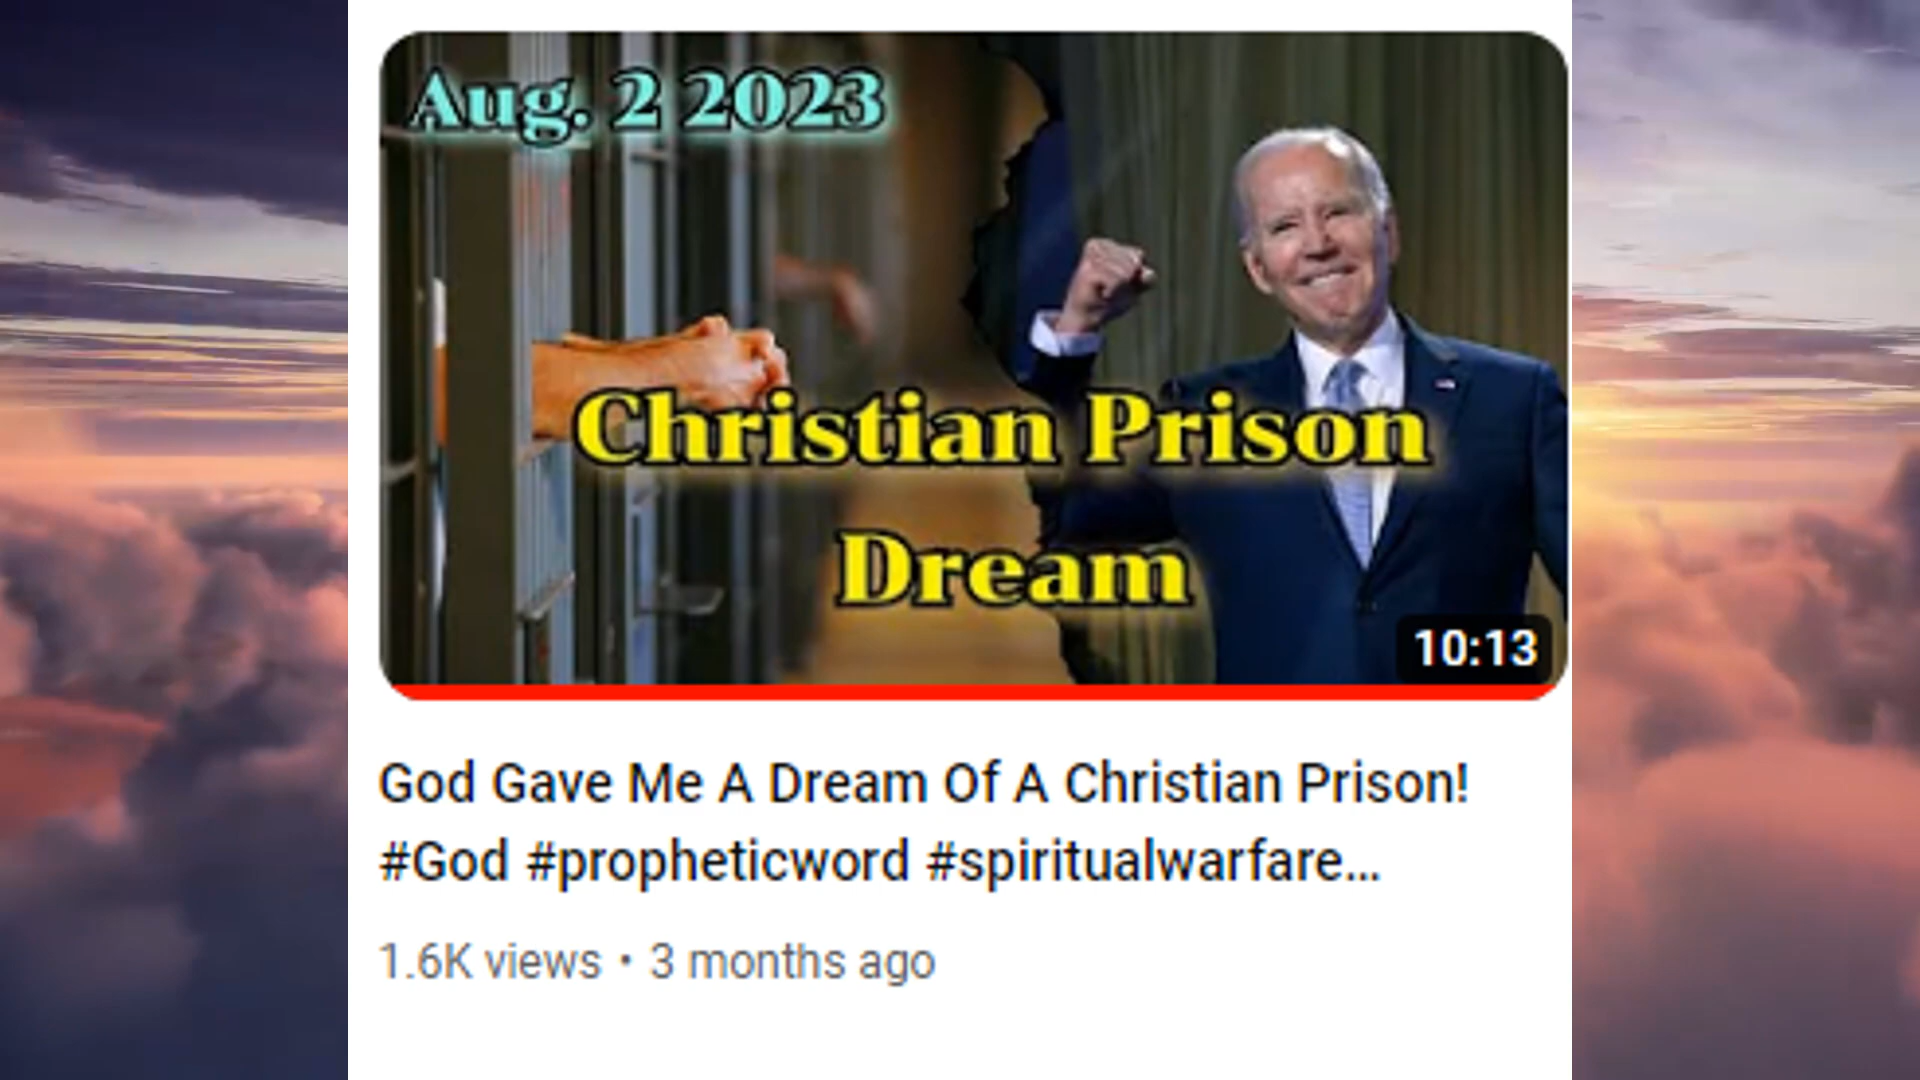 Aug. 2 2023
Christian Prison
Dream
10:13
God Gave Me A Dream Of A Christian Prison!
#God #propheticword #spiritualwarfare...
1.6K views • 3 months ago